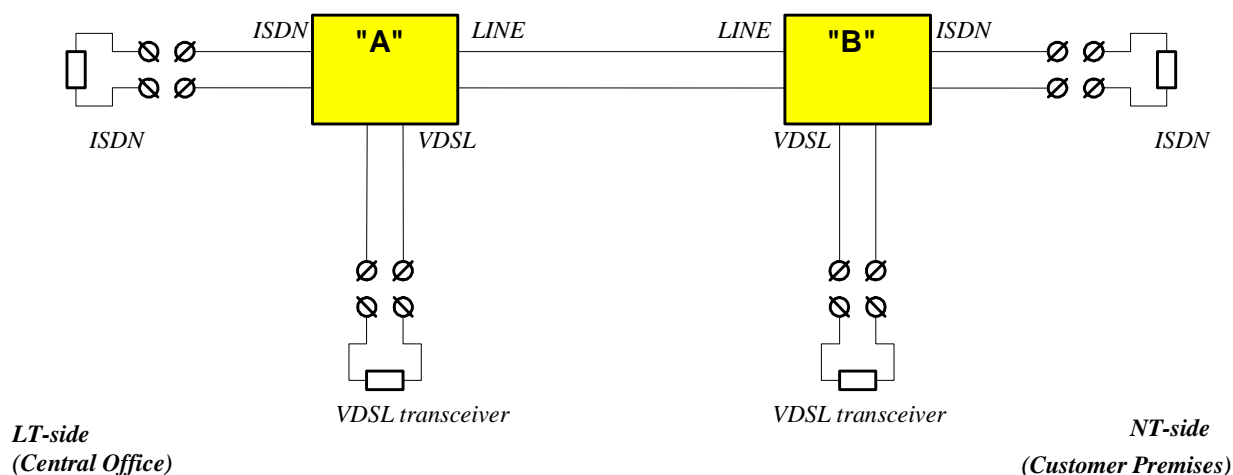 ISDN
"A"
LINE
LINE
"B"
ISDN
ISDN
VDSL
VDSL
ISDN
VDSL transceiver
VDSL transceiver
LT-side
(Central Office)
NT-side
(Customer Premises)